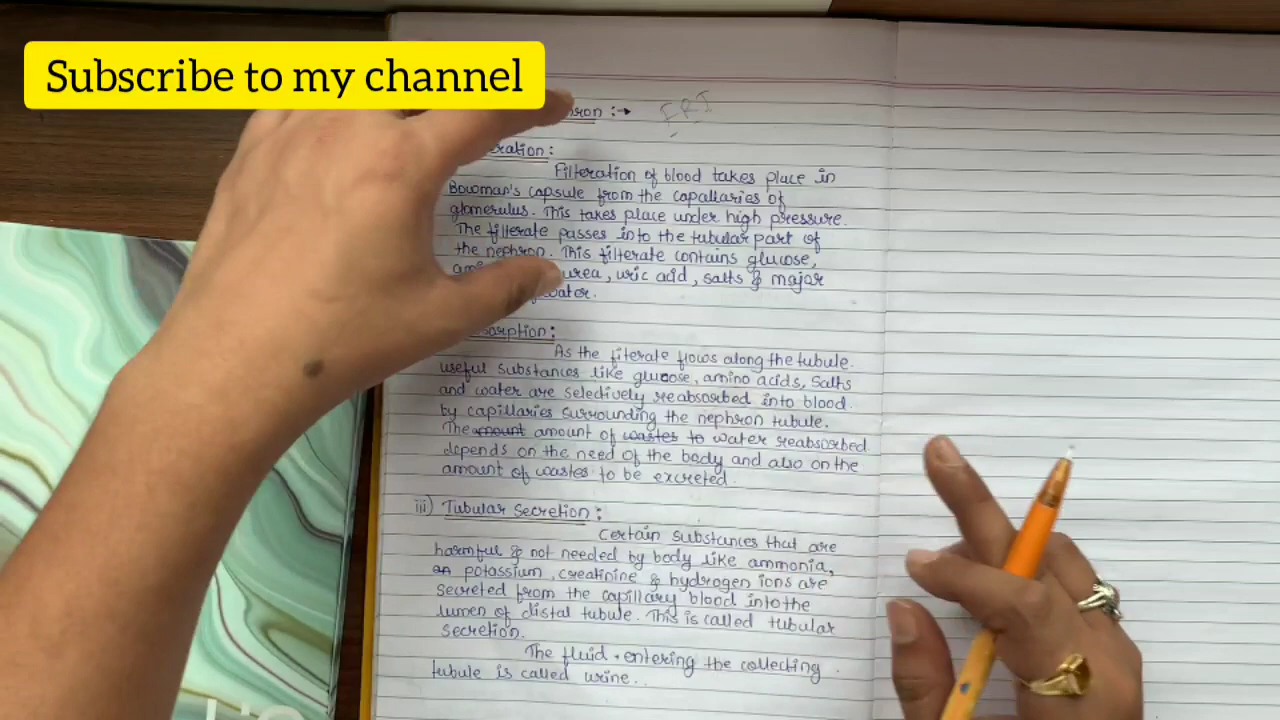 Subscribe to my channel
:→
Filteration of blood takes place in
Bowman's capsule from the capallaries of
glomerulus. This takes place under high pressure.
The filterate passes into the tubular part of
the nephron. This filterate contains glucose,
urea, uric acid, salts & major
water.
As the fiterate flows along the tubule.
useful substances like glucose, amino acids, salts
and water are selectively reabsorbed into blood.
by capillaries surrounding the nephron tubule.
The amount amount of wastes to water reabsorbed
depends on the need of the body and also on the
amount of wastes to be excreted.
iii) Tubular Secretion :
Certain substances that are
harmful & not needed by body like ammonia,
potassium, creatinine & hydrogen ions are
secreted from the capillary blood into the
lumen of distal tubule. This is called tubular
secretion.
The fluid entering the collecting
tubule is called urine.